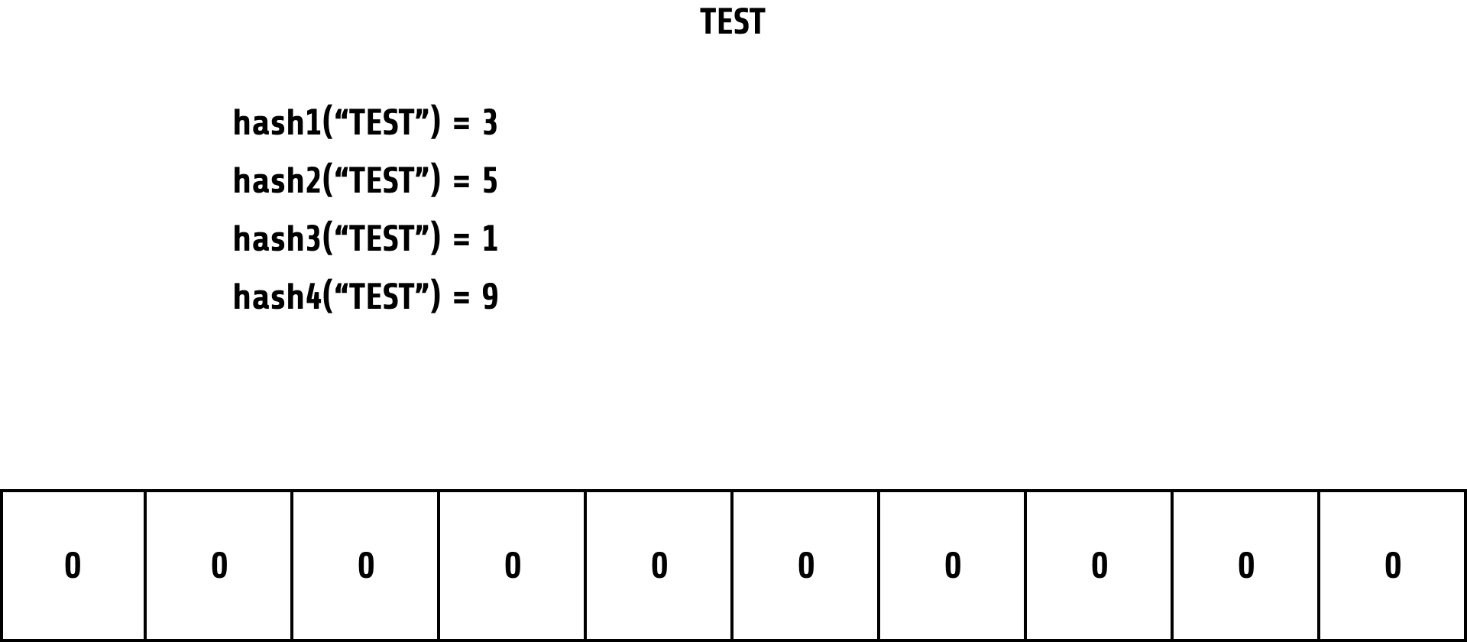 TEST
hash1(“TEST”) = 3
hash2(“TEST”) = 5
hash3(“TEST”) = 1
hash4(“TEST”) = 9
0 0 0 0 0 0 0 0 0 0